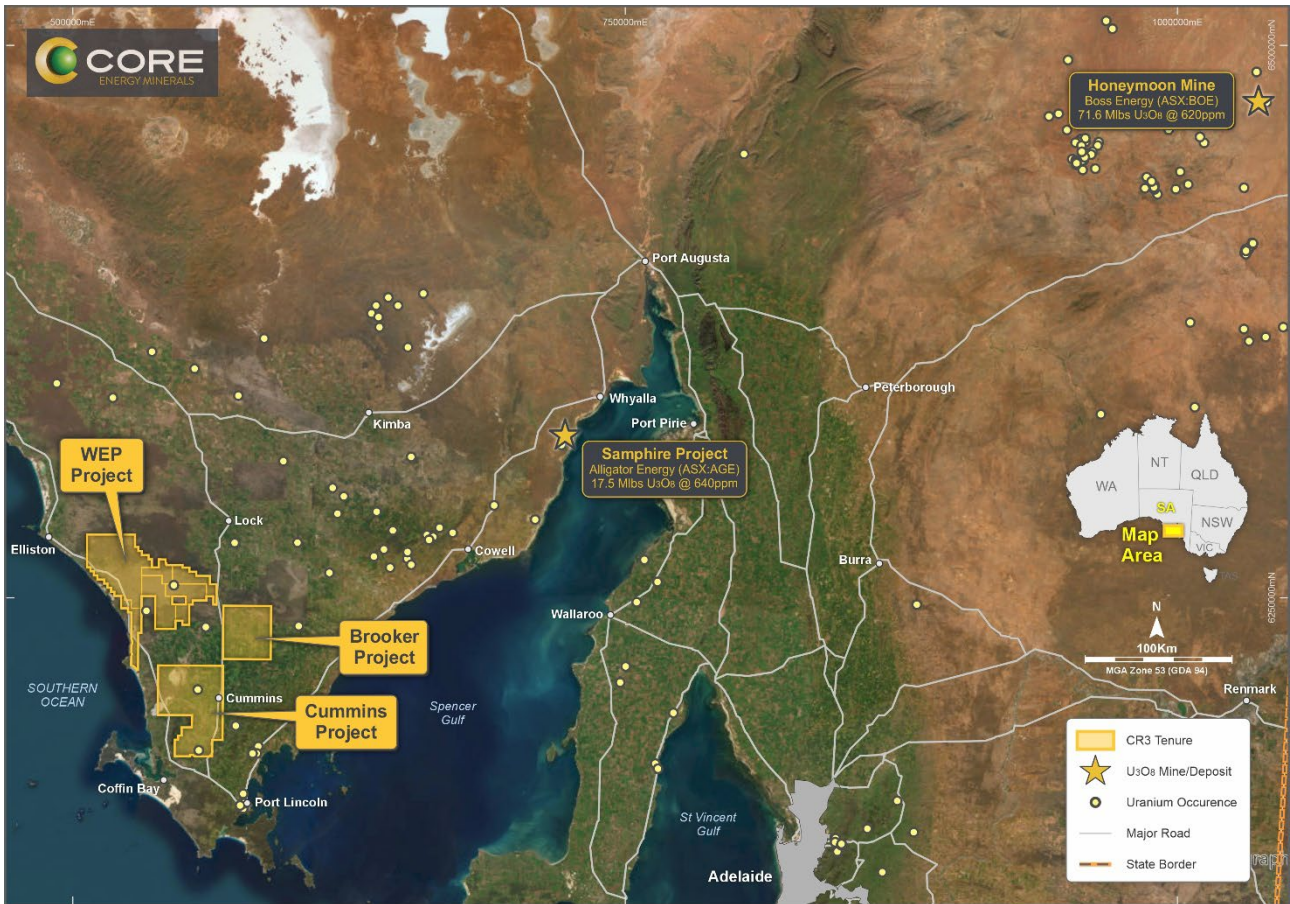 500000mE
750000mE
1000000mE
6500000mN
CORE
ENERGY MINERALS
Honeymoon Mine
Boss Energy (ASX:BOE)
71.6 Mlbs U₃O₈ @ 620ppm
Port Augusta
Whyalla
Peterborough
Port Pirie
Kimba
Samphire Project
Alligator Energy (ASX:AGE)
17.5 Mlbs U₃O₈ @ 640ppm
WEP
Project
Lock
Elliston
Cowell
Burra
WA
NT
QLD
SA
NSW
VIC
TAS
Map
Area
Wallaroo
6250000mN
Brooker
Project
N
100Km
MGA Zone 53 (GDA 94)
SOUTHERN
OCEAN
Cummins
Cummins
Project
Spencer
Gulf
Renmark
Coffin Bay
Port Lincoln
St Vincent
Gulf
Adelaide
CR3 Tenure
U₃O₈ Mine/Deposit
Uranium Occurence
Major Road
State Border